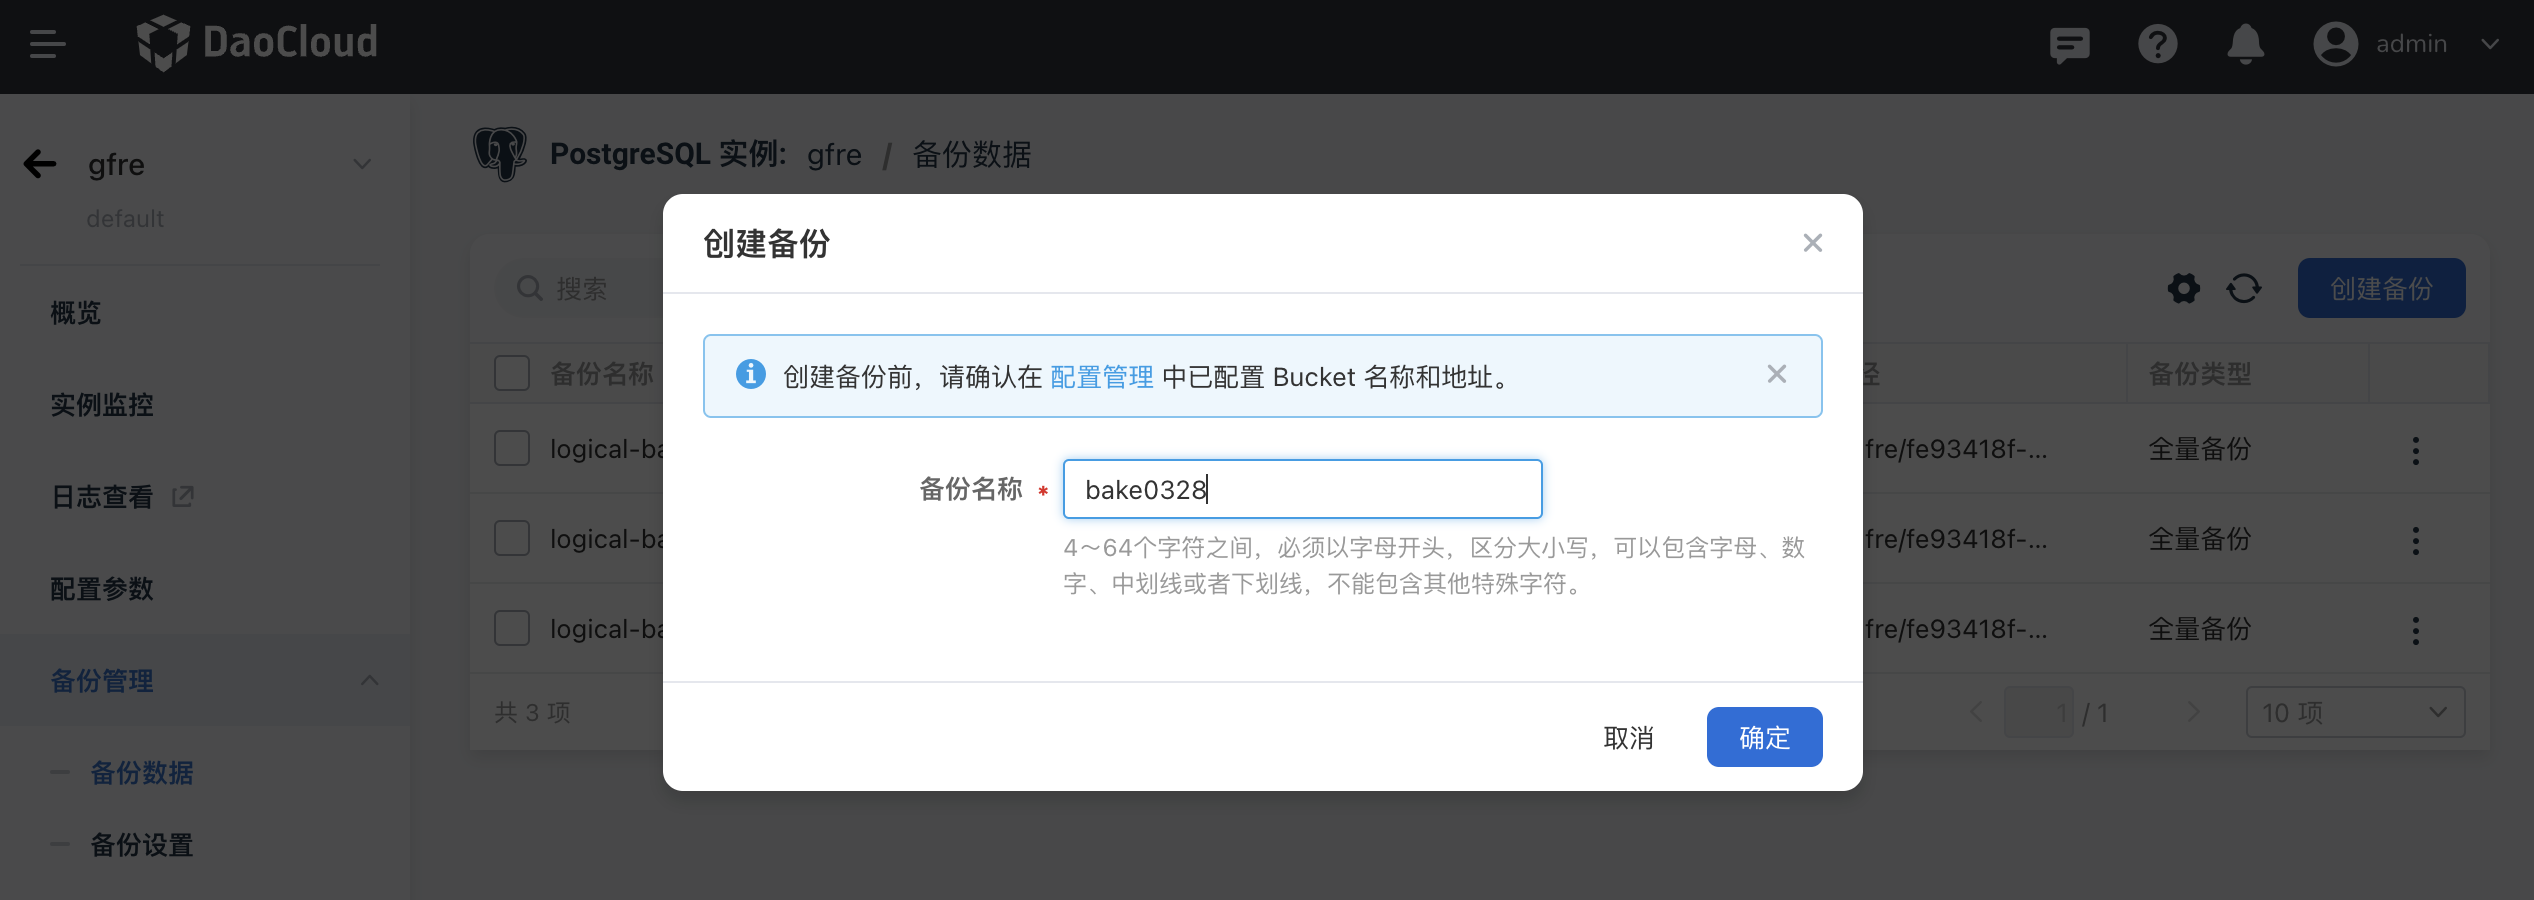 DaoCloud
admin
gfre
default
概览
实例监控
日志查看
配置参数
备份管理
备份数据
备份设置
PostgreSQL 实例: gfre / 备份数据
搜索
创建备份
备份名称
备份类型
logical-ba
fre/fe93418f-...
全量备份
logical-ba
fre/fe93418f-...
全量备份
logical-ba
fre/fe93418f-...
全量备份
共 3 项
1 / 1
10 项
创建备份
创建备份前，请确认在 配置管理 中已配置 Bucket 名称和地址。
备份名称 * bake0328
4～64个字符之间，必须以字母开头，区分大小写，可以包含字母、数
字、中划线或者下划线，不能包含其他特殊字符。
取消
确定